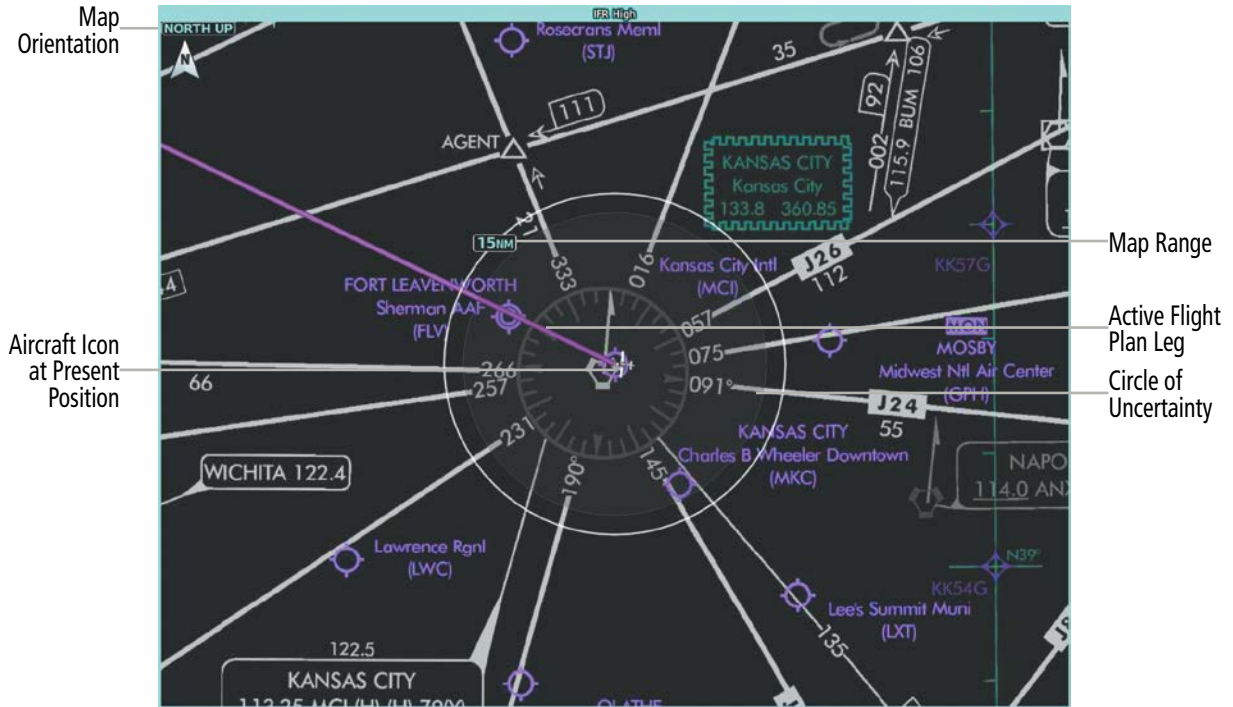 IFR High
Map
Orientation
NORTH UP
N
Rosecrans Meml
(STJ)
35
92
002
115.9 BUM 106
111
AGENT
KANSAS CITY
Kansas City
133.8 360.85
21
15NM
Map Range
333
016
Kansas City Intl
(MCI)
J26
112
KK57G
FORT LEAVENWORTH
Sherman AAF
(FLV)
057
Active Flight
Plan Leg
MON
MOSBY
Midwest Ntl Air Center
(GPH)
075
Aircraft Icon
at Present
Position
266
66
257
091°
J24
55
Circle of
Uncertainty
231
190°
145
KANSAS CITY
Charles B Wheeler Downtown
(MKC)
WICHITA 122.4
NAPO
114.0 ANX
Lawrence Rgnl
(LWC)
N39°
KK54G
Lee's Summit Muni
(LXT)
135
122.5
KANSAS CITY
OLATHE